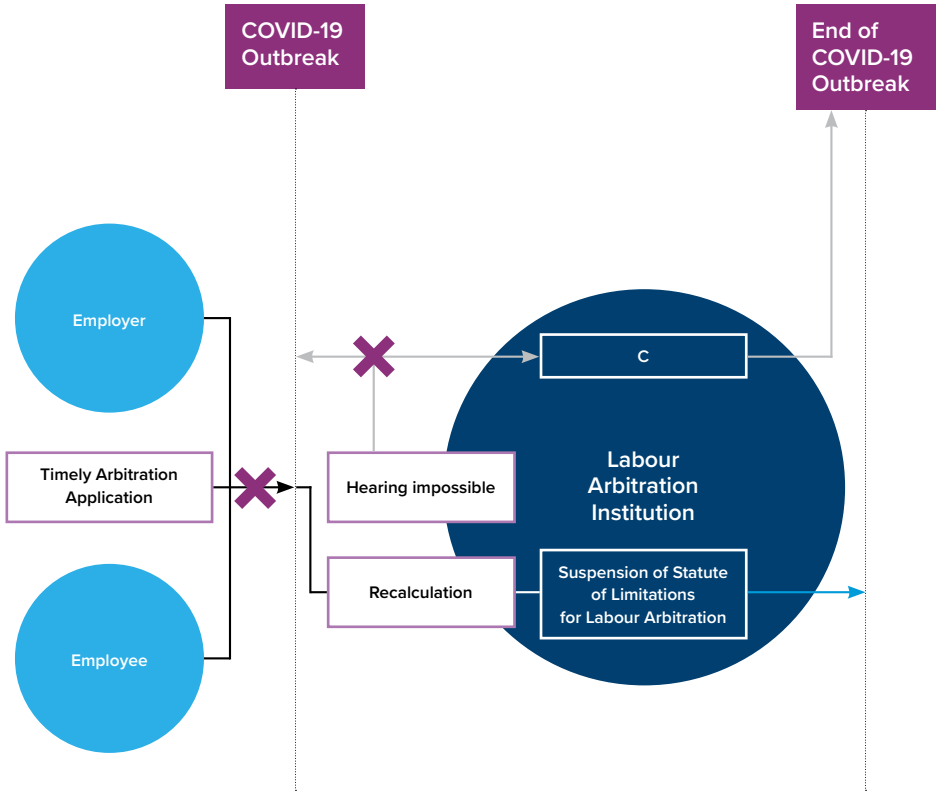 COVID-19
Outbreak
End of
COVID-19
Outbreak
Employer
C
Timely Arbitration
Application
Hearing impossible
Labour
Arbitration
Institution
Recalculation
Suspension of Statute
of Limitations
for Labour Arbitration
Employee